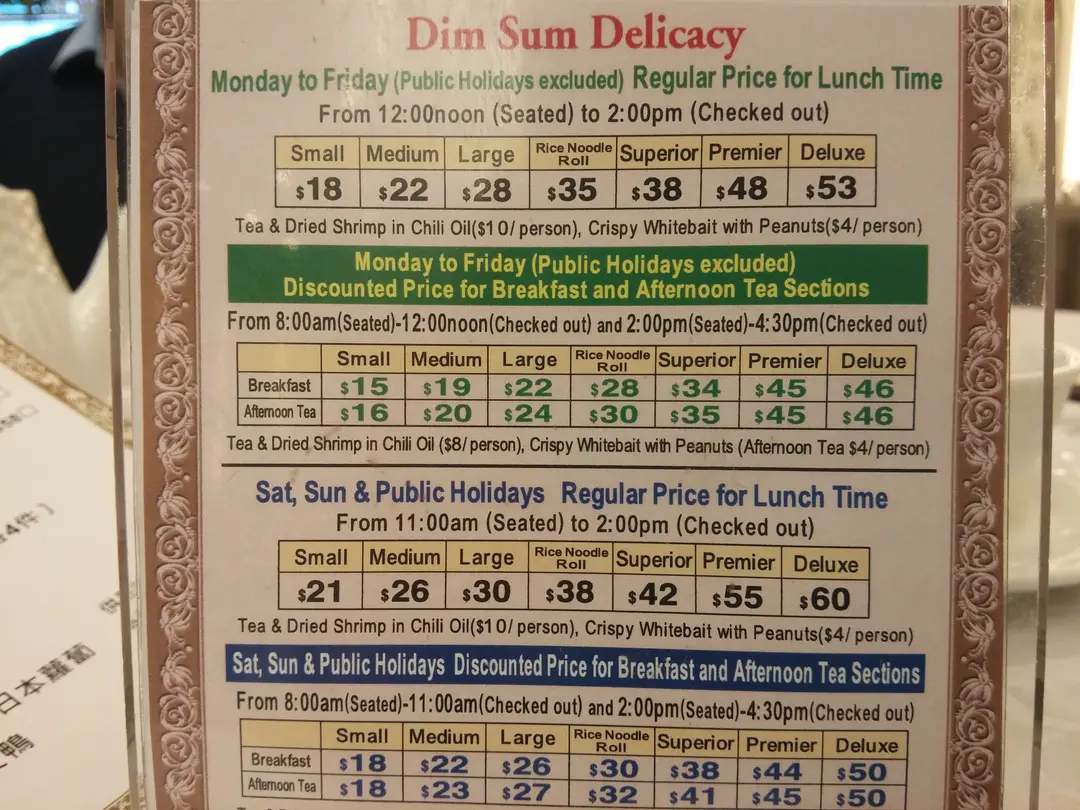 Dim Sum Delicacy
Monday to Friday (Public Holidays excluded) Regular Price for Lunch Time
From 12:00noon (Seated) to 2:00pm (Checked out)
Small Medium Large Rice Noodle Roll Superior Premier Deluxe
$18 $22 $28 $35 $38 $48 $53
Tea & Dried Shrimp in Chili Oil($10/ person), Crispy Whitebait with Peanuts($4/ person)
Monday to Friday (Public Holidays excluded)
Discounted Price for Breakfast and Afternoon Tea Sections
From 8:00am(Seated)-12:00noon(Checked out) and 2:00pm(Seated)-4:30pm(Checked out)
Small Medium Large Rice Noodle Roll Superior Premier Deluxe
Breakfast $15 $19 $22 $28 $34 $45 $46
Afternoon Tea $16 $20 $24 $30 $35 $45 $46
Tea & Dried Shrimp in Chili Oil ($8/ person), Crispy Whitebait with Peanuts (Afternoon Tea $4/ person)
Sat, Sun & Public Holidays Regular Price for Lunch Time
From 11:00am (Seated) to 2:00pm (Checked out)
Small Medium Large Rice Noodle Roll Superior Premier Deluxe
$21 $26 $30 $38 $42 $55 $60
Tea & Dried Shrimp in Chili Oil($10/ person), Crispy Whitebait with Peanuts($4/ person)
Sat, Sun & Public Holidays Discounted Price for Breakfast and Afternoon Tea Sections
From 8:00am(Seated)-11:00am(Checked out) and 2:00pm(Seated)-4:30pm(Checked out)
Small Medium Large Rice Noodle Roll Superior Premier Deluxe
Breakfast $18 $22 $26 $30 $38 $44 $50
Afternoon Tea $18 $23 $27 $32 $41 $45 $50
4件)
日本蘿蔔
鴨